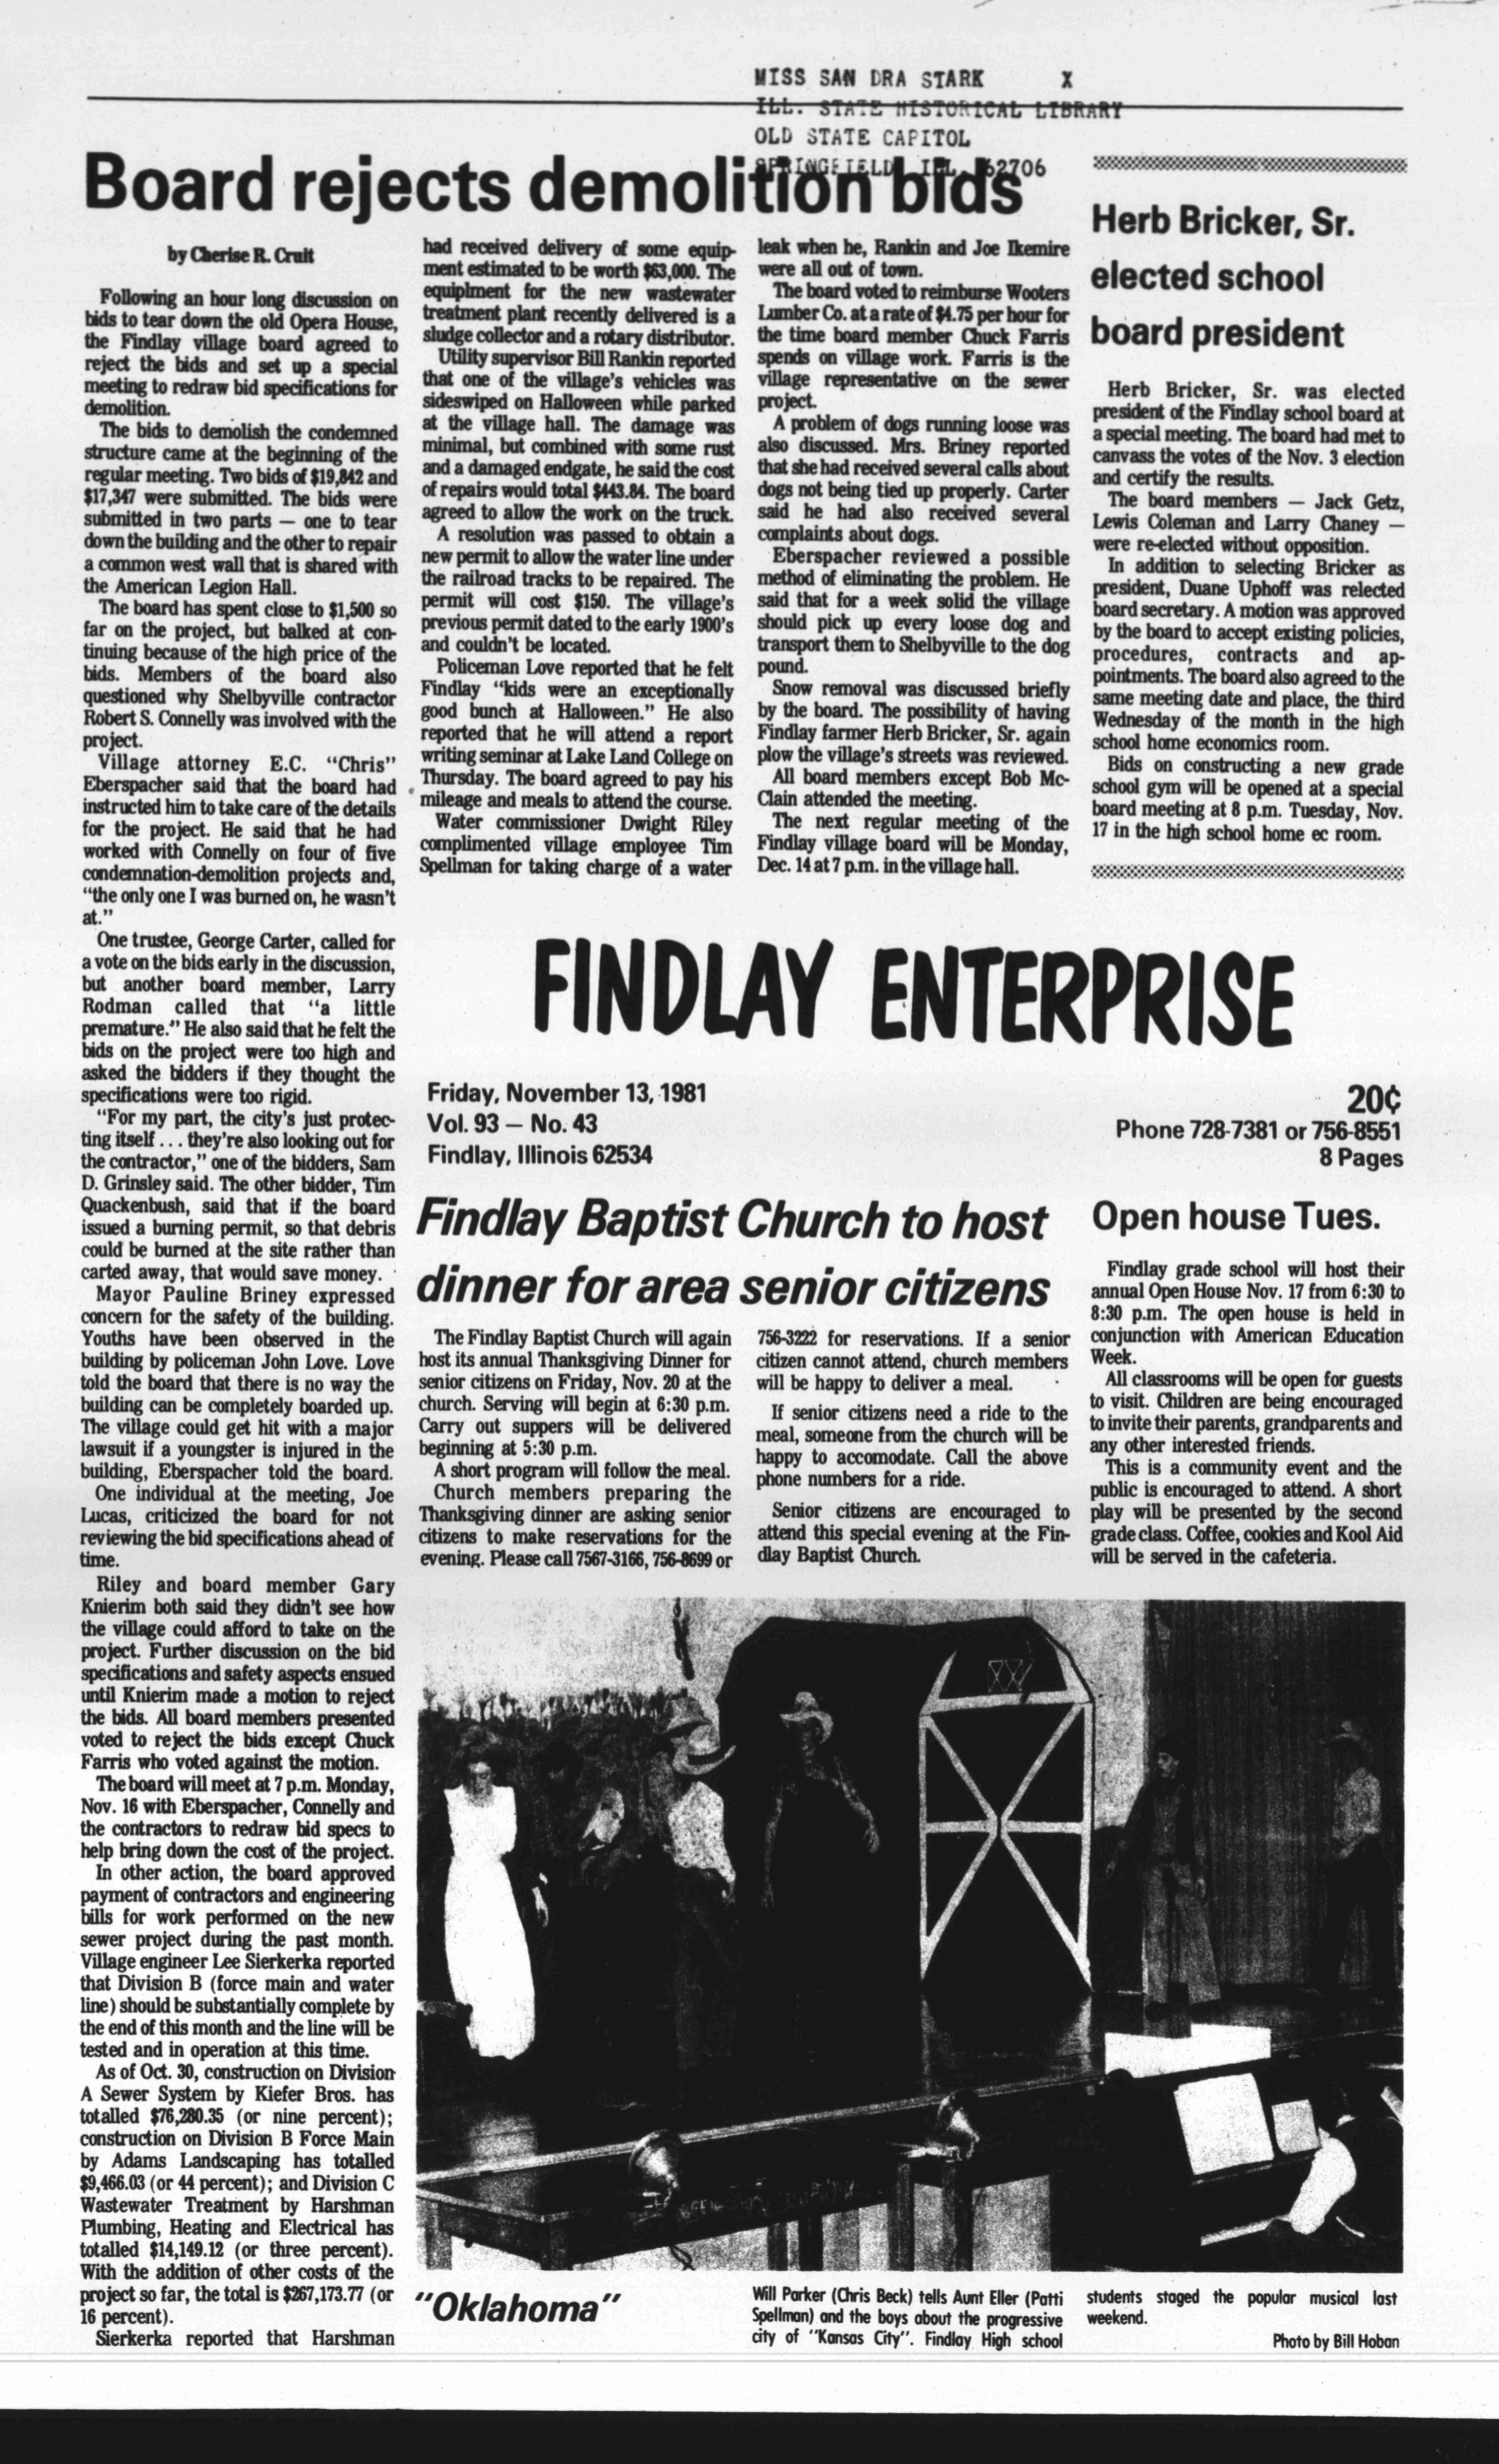 MISS SAN DRA STARK X
ILL. STATE HISTORICAL LIBRARY
OLD STATE CAPITOL
SPRINGFIELD IL 62706
Board rejects demolition bids
by Cherise R. Cruit
Following an hour long discussion on
bids to tear down the old Opera House,
the Findlay village board agreed to
reject the bids and set up a special
meeting to redraw bid specifications for
demolition.
The bids to demolish the condemned
structure came at the beginning of the
regular meeting. Two bids of $19,842 and
$17,347 were submitted. The bids were
submitted in two parts — one to tear
down the building and the other to repair
a common west wall that is shared with
the American Legion Hall.
The board has spent close to $1,500 so
far on the project, but balked at con-
tinuing because of the high price of the
bids. Members of the board also
questioned why Shelbyville contractor
Robert S. Connelly was involved with the
project.
Village attorney E.C. "Chris"
Eberspacher said that the board had
instructed him to take care of the details
for the project. He said that he had
worked with Connelly on four of five
condemnation-demolition projects and,
"the only one I was burned on, he wasn't
at."
One trustee, George Carter, called for
a vote on the bids early in the discussion,
but another board member, Larry
Rodman called that "a little
premature." He also said that he felt the
bids on the project were too high and
asked the bidders if they thought the
specifications were too rigid.
"For my part, the city's just protec-
ting itself . . . they're also looking out for
the contractor," one of the bidders, Sam
D. Grinsley said. The other bidder, Tim
Quackenbush, said that if the board
issued a burning permit, so that debris
could be burned at the site rather than
carted away, that would save money.
Mayor Pauline Briney expressed
concern for the safety of the building.
Youths have been observed in the
building by policeman John Love. Love
told the board that there is no way the
building can be completely boarded up.
The village could get hit with a major
lawsuit if a youngster is injured in the
building, Eberspacher told the board.
One individual at the meeting, Joe
Lucas, criticized the board for not
reviewing the bid specifications ahead of
time.
Riley and board member Gary
Knierim both said they didn't see how
the village could afford to take on the
project. Further discussion on the bid
specifications and safety aspects ensued
until Knierim made a motion to reject
the bids. All board members presented
voted to reject the bids except Chuck
Farris who voted against the motion.
The board will meet at 7 p.m. Monday,
Nov. 16 with Eberspacher, Connelly and
the contractors to redraw bid specs to
help bring down the cost of the project.
In other action, the board approved
payment of contractors and engineering
bills for work performed on the new
sewer project during the past month.
Village engineer Lee Sierkerka reported
that Division B (force main and water
line) should be substantially complete by
the end of this month and the line will be
tested and in operation at this time.
As of Oct. 30, construction on Division
A Sewer System by Kiefer Bros. has
totalled $76,280.35 (or nine percent);
construction on Division B Force Main
by Adams Landscaping has totalled
$9,466.03 (or 44 percent); and Division C
Wastewater Treatment by Harshman
Plumbing, Heating and Electrical has
totalled $14,149.12 (or three percent).
With the addition of other costs of the
project so far, the total is $267,173.77 (or
16 percent).
Sierkerka reported that Harshman
had received delivery of some equip-
ment estimated to be worth $63,000. The
equiplment for the new wastewater
treatment plant recently delivered is a
sludge collector and a rotary distributor.
Utility supervisor Bill Rankin reported
that one of the village's vehicles was
sideswiped on Halloween while parked
at the village hall. The damage was
minimal, but combined with some rust
and a damaged endgate, he said the cost
of repairs would total $443.84. The board
agreed to allow the work on the truck.
A resolution was passed to obtain a
new permit to allow the water line under
the railroad tracks to be repaired. The
permit will cost $150. The village's
previous permit dated to the early 1900's
and couldn't be located.
Policeman Love reported that he felt
Findlay "kids were an exceptionally
good bunch at Halloween." He also
reported that he will attend a report
writing seminar at Lake Land College on
Thursday. The board agreed to pay his
mileage and meals to attend the course.
Water commissioner Dwight Riley
complimented village employee Tim
Spellman for taking charge of a water
leak when he, Rankin and Joe Ikemire
were all out of town.
The board voted to reimburse Wooters
Lumber Co. at a rate of $4.75 per hour for
the time board member Chuck Farris
spends on village work. Farris is the
village representative on the sewer
project.
A problem of dogs running loose was
also discussed. Mrs. Briney reported
that she had received several calls about
dogs not being tied up properly. Carter
said he had also received several
complaints about dogs.
Eberspacher reviewed a possible
method of eliminating the problem. He
said that for a week solid the village
should pick up every loose dog and
transport them to Shelbyville to the dog
pound.
Snow removal was discussed briefly
by the board. The possibility of having
Findlay farmer Herb Bricker, Sr. again
plow the village's streets was reviewed.
All board members except Bob Mc-
Clain attended the meeting.
The next regular meeting of the
Findlay village board will be Monday,
Dec. 14 at 7 p.m. in the village hall.
Herb Bricker, Sr.
elected school
board president
Herb Bricker, Sr. was elected
president of the Findlay school board at
a special meeting. The board had met to
canvass the votes of the Nov. 3 election
and certify the results.
The board members — Jack Getz,
Lewis Coleman and Larry Chaney —
were re-elected without opposition.
In addition to selecting Bricker as
president, Duane Uphoff was relected
board secretary. A motion was approved
by the board to accept existing policies,
procedures, contracts and ap-
pointments. The board also agreed to the
same meeting date and place, the third
Wednesday of the month in the high
school home economics room.
Bids on constructing a new grade
school gym will be opened at a special
board meeting at 8 p.m. Tuesday, Nov.
17 in the high school home ec room.
FINDLAY ENTERPRISE
Friday, November 13, 1981
Vol. 93 — No. 43
Findlay, Illinois 62534
20¢
Phone 728-7381 or 756-8551
8 Pages
Findlay Baptist Church to host
dinner for area senior citizens
The Findlay Baptist Church will again
host its annual Thanksgiving Dinner for
senior citizens on Friday, Nov. 20 at the
church. Serving will begin at 6:30 p.m.
Carry out suppers will be delivered
beginning at 5:30 p.m.
A short program will follow the meal.
Church members preparing the
Thanksgiving dinner are asking senior
citizens to make reservations for the
evening. Please call 7567-3166, 756-8699 or
756-3222 for reservations. If a senior
citizen cannot attend, church members
will be happy to deliver a meal.
If senior citizens need a ride to the
meal, someone from the church will be
happy to accomodate. Call the above
phone numbers for a ride.
Senior citizens are encouraged to
attend this special evening at the Fin-
dlay Baptist Church.
Open house Tues.
Findlay grade school will host their
annual Open House Nov. 17 from 6:30 to
8:30 p.m. The open house is held in
conjunction with American Education
Week.
All classrooms will be open for guests
to visit. Children are being encouraged
to invite their parents, grandparents and
any other interested friends.
This is a community event and the
public is encouraged to attend. A short
play will be presented by the second
grade class. Coffee, cookies and Kool Aid
will be served in the cafeteria.
"Oklahoma"
Will Parker (Chris Beck) tells Aunt Eller (Patti
Spellman) and the boys about the progressive
city of "Kansas City". Findlay High school
students staged the popular musical last
weekend.
Photo by Bill Hoban